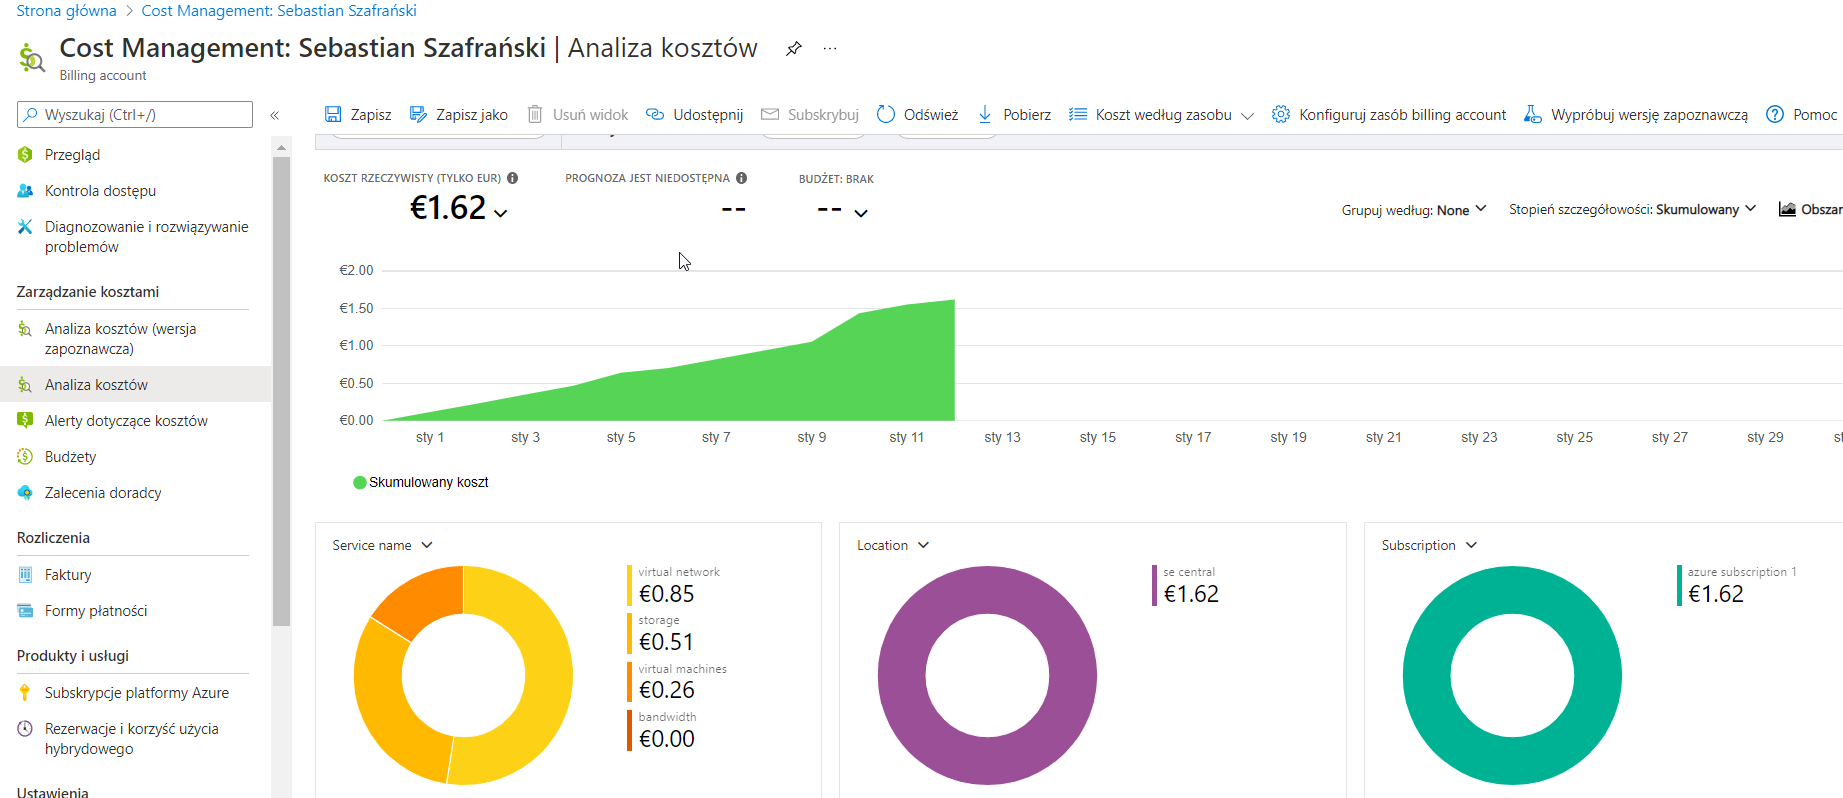 Strona główna > Cost Management: Sebastian Szafrański
Cost Management: Sebastian Szafrański | Analiza kosztów
Billing account
Wyszukaj (Ctrl+/)
Przegląd
Kontrola dostępu
Diagnozowanie i rozwiązywanie
problemów
Zarządzanie kosztami
Analiza kosztów (wersja
zapoznawcza)
Analiza kosztów
Alerty dotyczące kosztów
Budżety
Zalecenia doradcy
Rozliczenia
Faktury
Formy płatności
Produkty i usługi
Subskrypcje platformy Azure
Rezerwacje i korzyść użycia
hybrydowego
Ustawienia
Zapisz Zapisz jako Usuń widok Udostępnij Subskrybuj Odśwież Pobierz Koszt według zasobu Konfiguruj zasób billing account Wypróbuj wersję zapoznawczą Pomoc
KOSZT RZECZYWISTY (TYLKO EUR) PROGNOZA JEST NIEDOSTĘPNA BUDŻET: BRAK
€1.62 -- --
Grupuj według: None Stopień szczegółowości: Skumulowany Obszar
€2.00
€1.50
€1.00
€0.50
€0.00
sty 1 sty 3 sty 5 sty 7 sty 9 sty 11 sty 13 sty 15 sty 17 sty 19 sty 21 sty 23 sty 25 sty 27 sty 29
Skumulowany koszt
Service name
virtual network
€0.85
storage
€0.51
virtual machines
€0.26
bandwidth
€0.00
Location
se central
€1.62
Subscription
azure subscription 1
€1.62